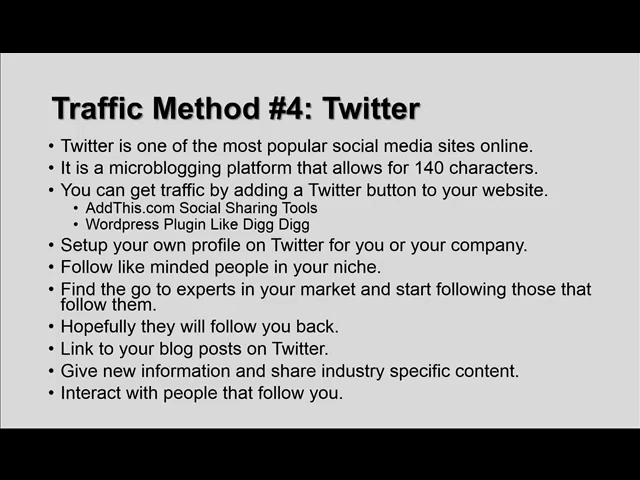 Traffic Method #4: Twitter
• Twitter is one of the most popular social media sites online.
• It is a microblogging platform that allows for 140 characters.
• You can get traffic by adding a Twitter button to your website.
• AddThis.com Social Sharing Tools
• Wordpress Plugin Like Digg Digg
• Setup your own profile on Twitter for you or your company.
• Follow like minded people in your niche.
• Find the go to experts in your market and start following those that
follow them.
• Hopefully they will follow you back.
• Link to your blog posts on Twitter.
• Give new information and share industry specific content.
• Interact with people that follow you.